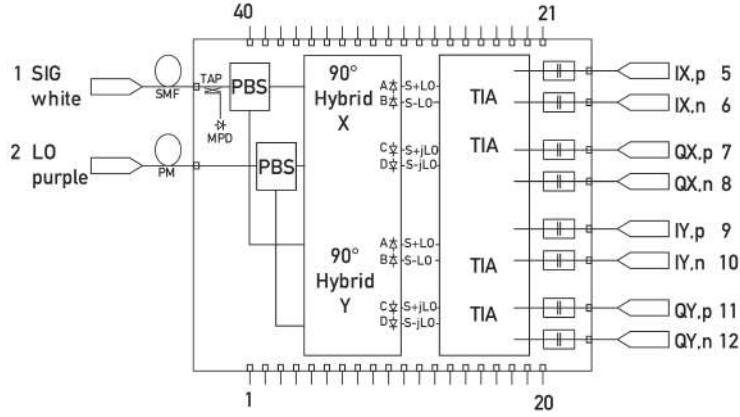 40
21
1 SIG
white
SMF
TAP
MPD
PBS
2 LO
purple
PM
PBS
90°
Hybrid
X
A
S+LO
B
S-LO
C
S+jLO
D
S-jLO
90°
Hybrid
Y
A
S+LO
B
S-LO
C
S+jLO
D
S-jLO
TIA
TIA
TIA
TIA
IX,p 5
IX,n 6
QX,p 7
QX,n 8
IY,p 9
IY,n 10
QY,p 11
QY,n 12
1
20